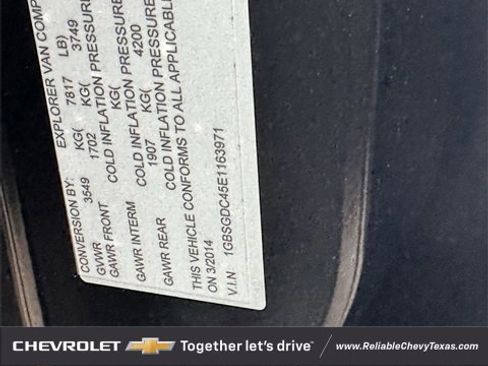 CONVERSION BY: EXPLORER VAN COMP
GVWR 3549 KG( 7817 LB)
GAWR FRONT 1702 KG( 3749
COLD INFLATION PRESSURE
GAWR INTERM KG(
COLD INFLATION PRESSURE
GAWR REAR 1907 KG( 4200
COLD INFLATION PRESSURE
THIS VEHICLE CONFORMS TO ALL APPLICABLE
ON 3/2014
V.I.N 1GBSGDC45E1163971
CHEVROLET Together let's drive™ www.ReliableChevyTexas.com